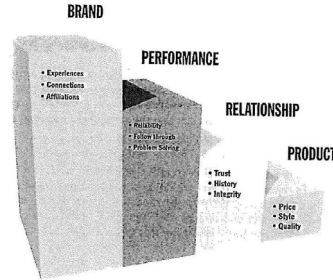 BRAND
• Experiences
• Connections
• Affiliations
PERFORMANCE
• Reliability
• Follow through
• Problem Solving
RELATIONSHIP
• Trust
• History
• Integrity
PRODUCT
• Price
• Style
• Quality